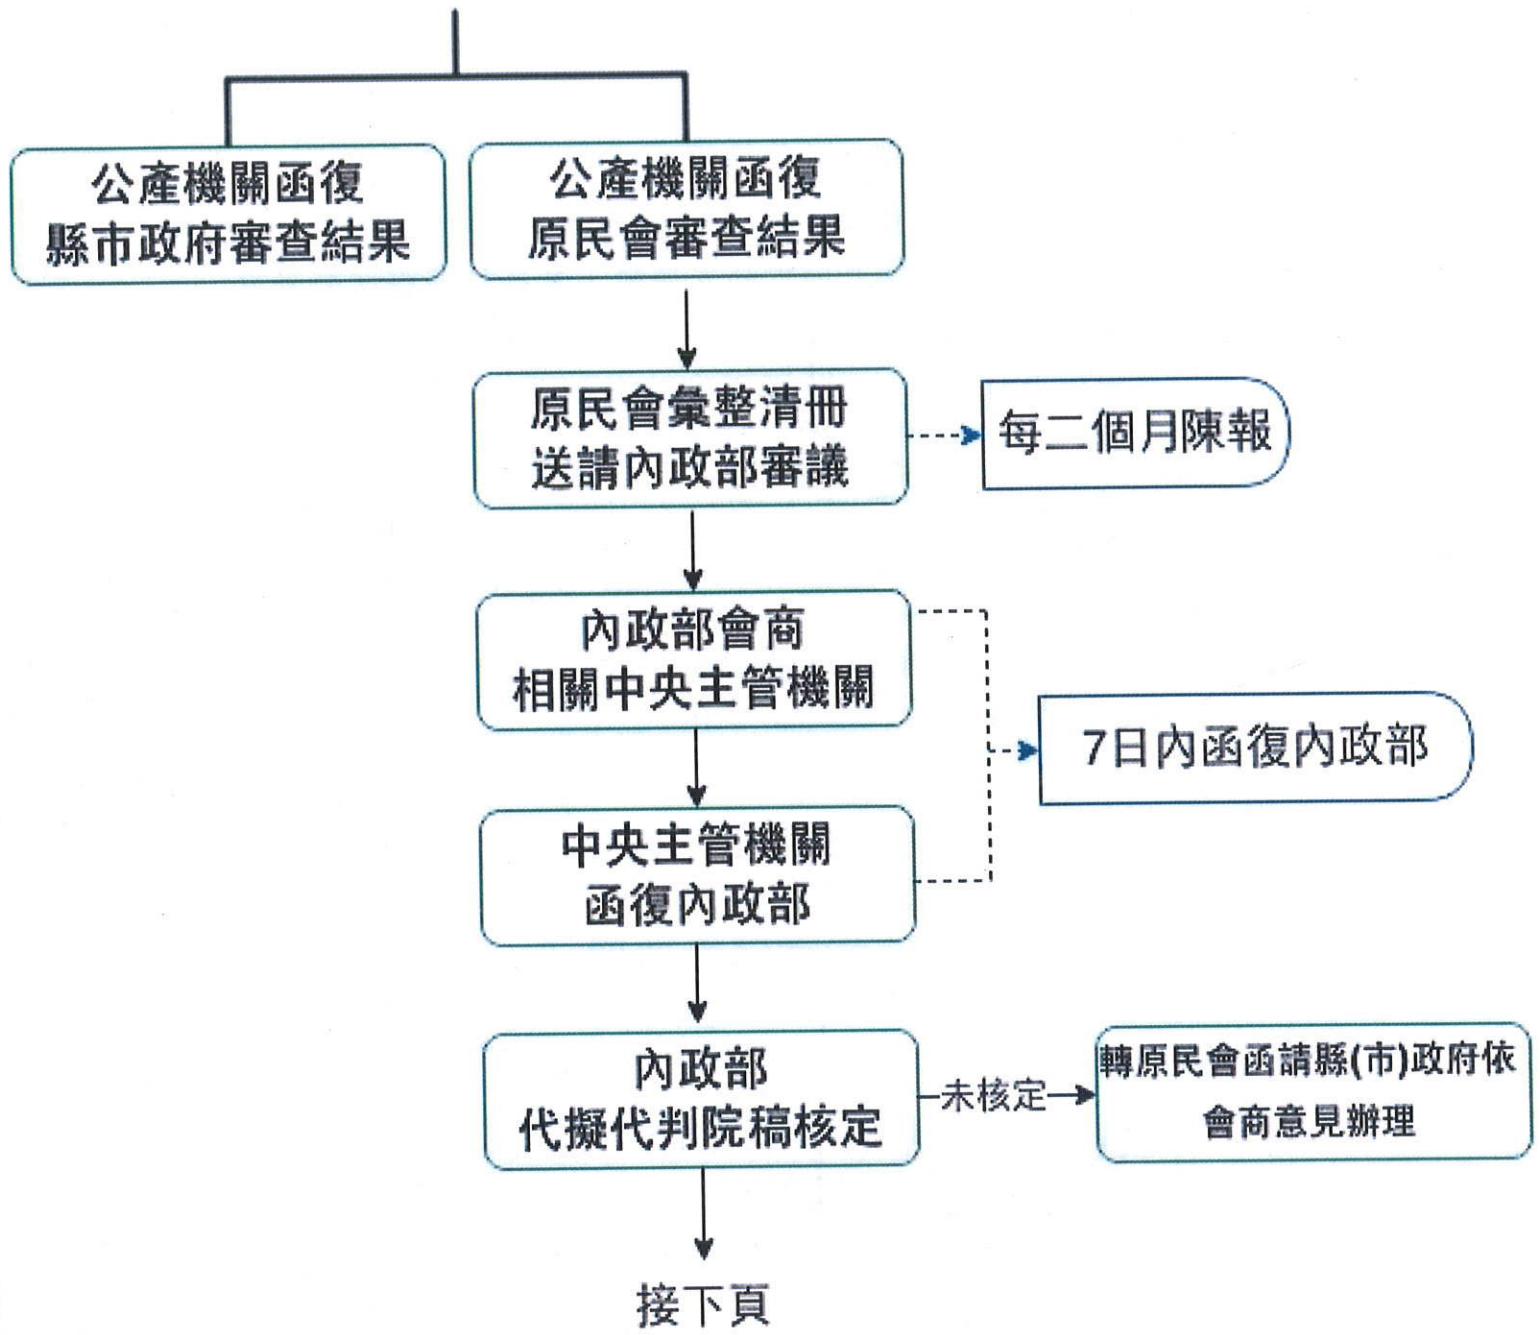 公產機關函復
縣市政府審查結果
公產機關函復
原民會審查結果
原民會彙整清冊
送請內政部審議
每二個月陳報
內政部會商
相關中央主管機關
7日內函復內政部
中央主管機關
函復內政部
內政部
代擬代判院稿核定
未核定
轉原民會函請縣(市)政府依
會商意見辦理
接下頁